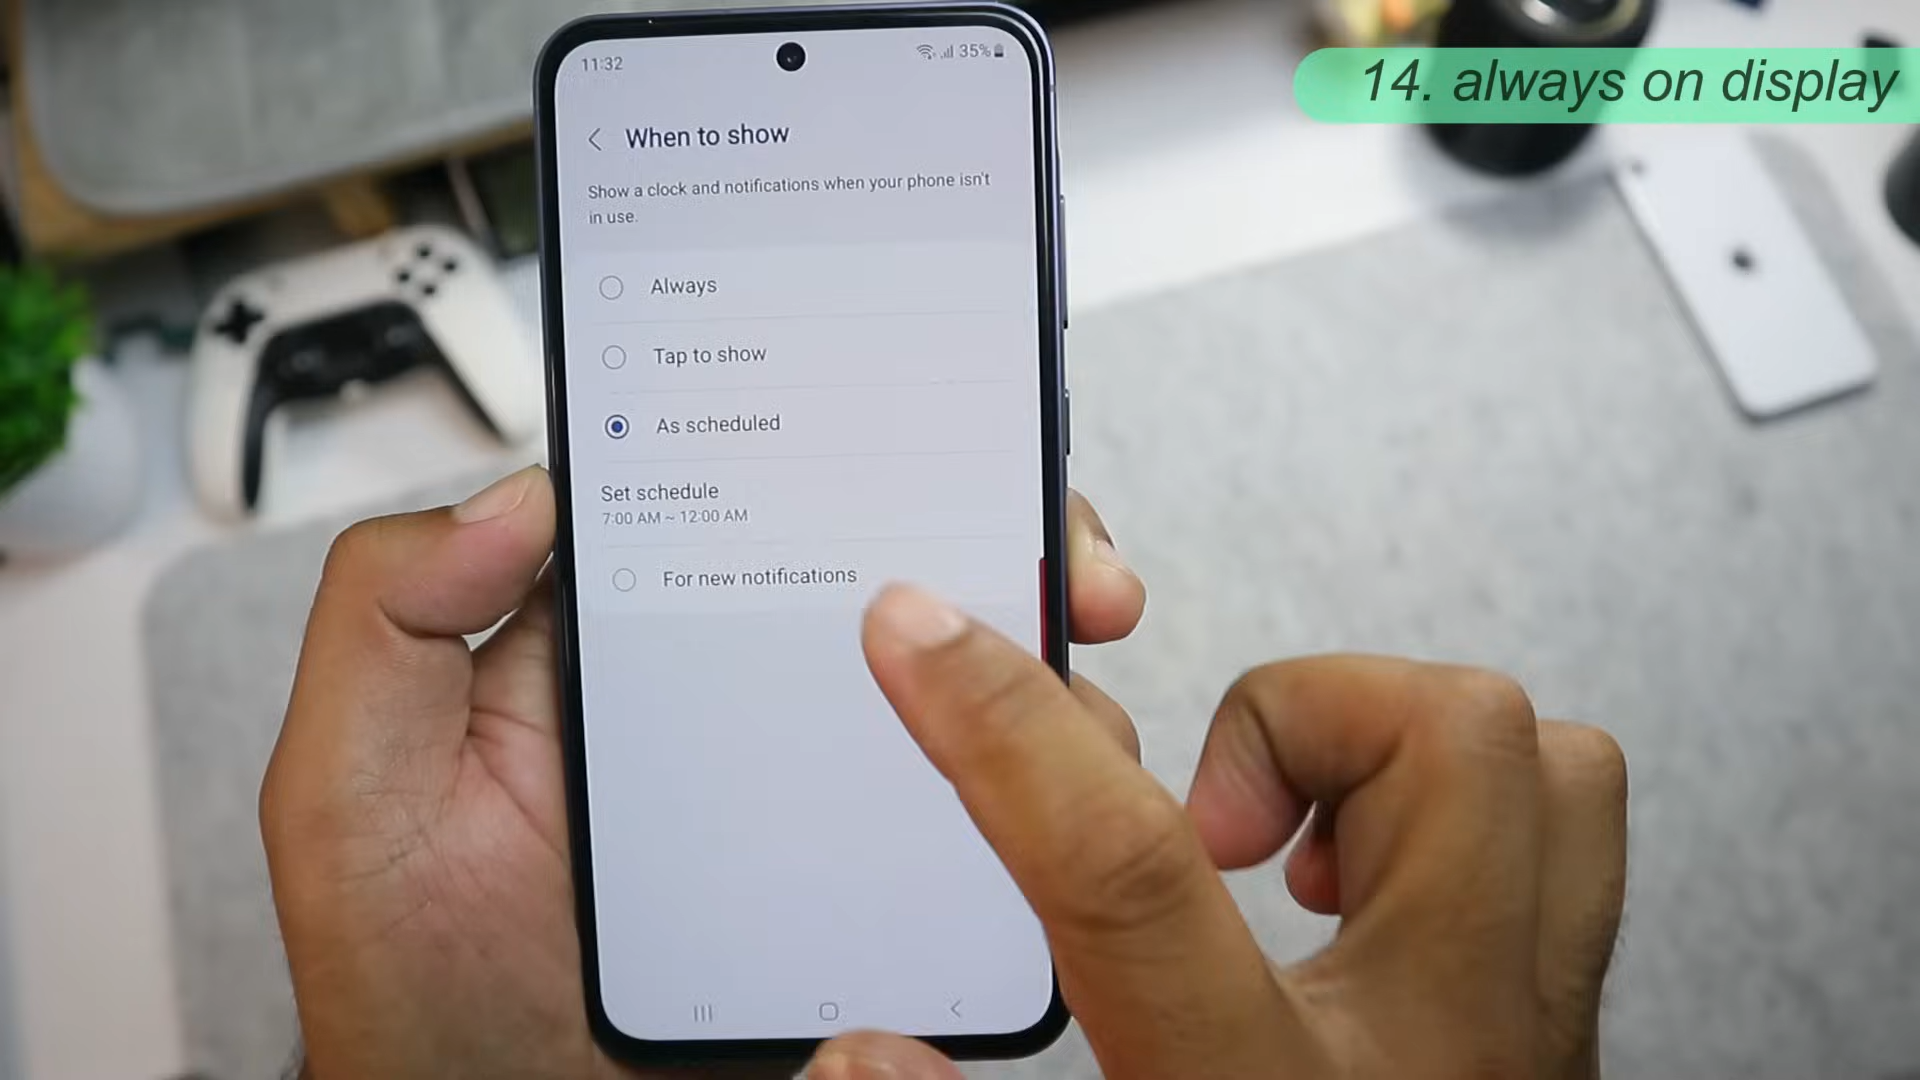 14. always on display
11:32
35%
When to show
Show a clock and notifications when your phone isn't
in use.
Always
Tap to show
As scheduled
Set schedule
7:00 AM ~ 12:00 AM
For new notifications